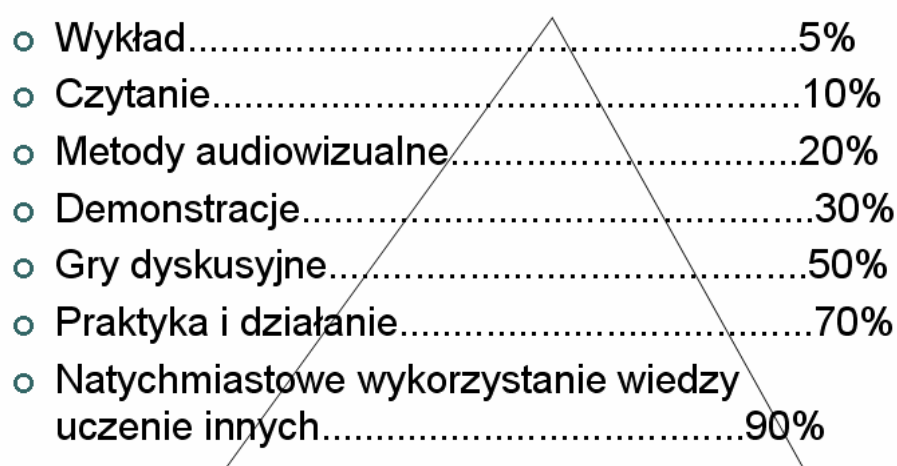 Wykład.........................................................5%
Czytanie.......................................................10%
Metody audiowizualne................................20%
Demonstracje...............................................30%
Gry dyskusyjne............................................50%
Praktyka i działanie......................................70%
Natychmiastowe wykorzystanie wiedzy
uczenie innych.......................................90%